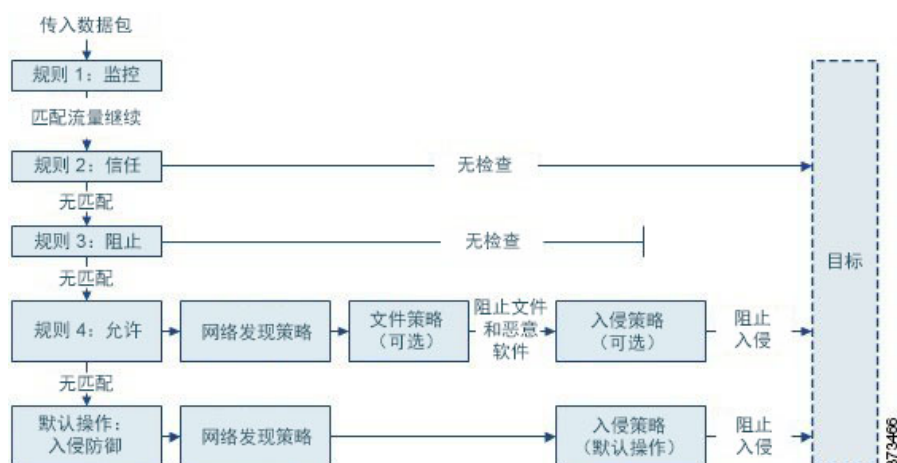 传入数据包
规则 1：监控
匹配流量继续
规则 2：信任
无检查
无匹配
规则 3：阻止
无检查
目标
无匹配
规则 4：允许
网络发现策略
文件策略
（可选）
阻止文件
和恶意
软件
入侵策略
（可选）
阻止
入侵
无匹配
默认操作：
入侵防御
网络发现策略
入侵策略
（默认操作）
阻止
入侵
373466